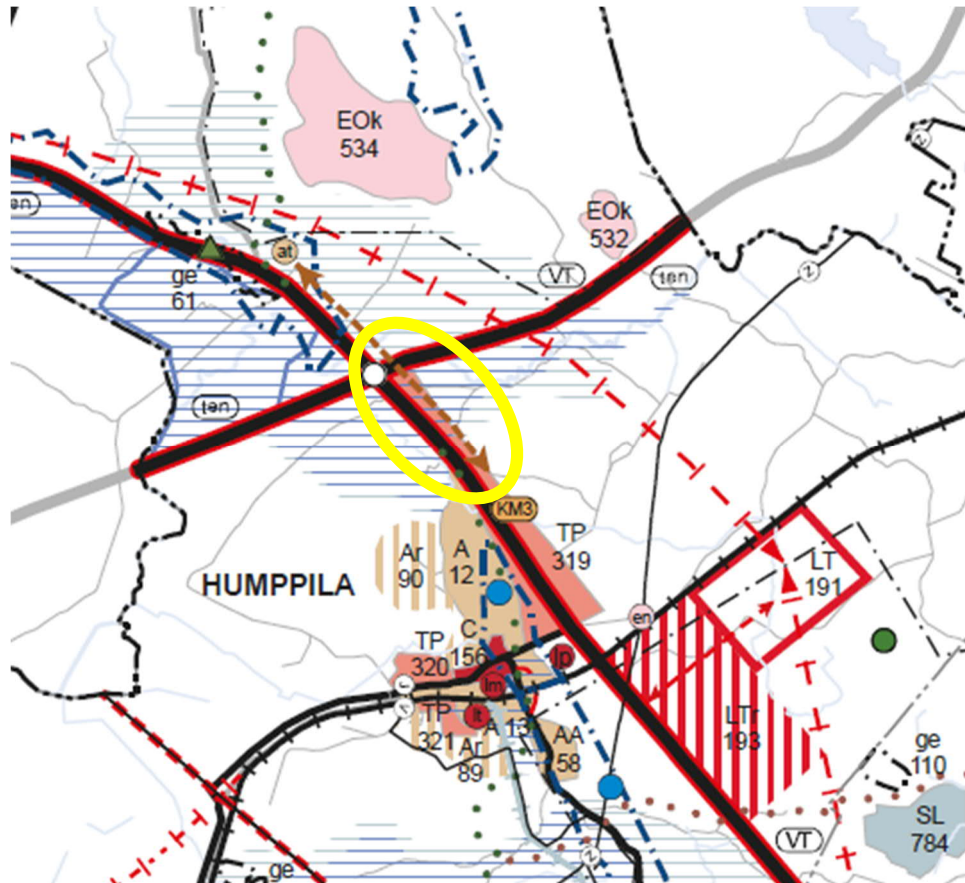 EOk
534
z
EOk
532
en)
at
ge
61
VT
ten
z
ten
KM3
TP
319
Ar
90
A
12
HUMPPILA
LT
191
en
C
156
TP
320
lp
lm
lt
TP
321
A
13
Ar
89
AA
58
LTr
193
ge
110
SL
784
VT
z
ge